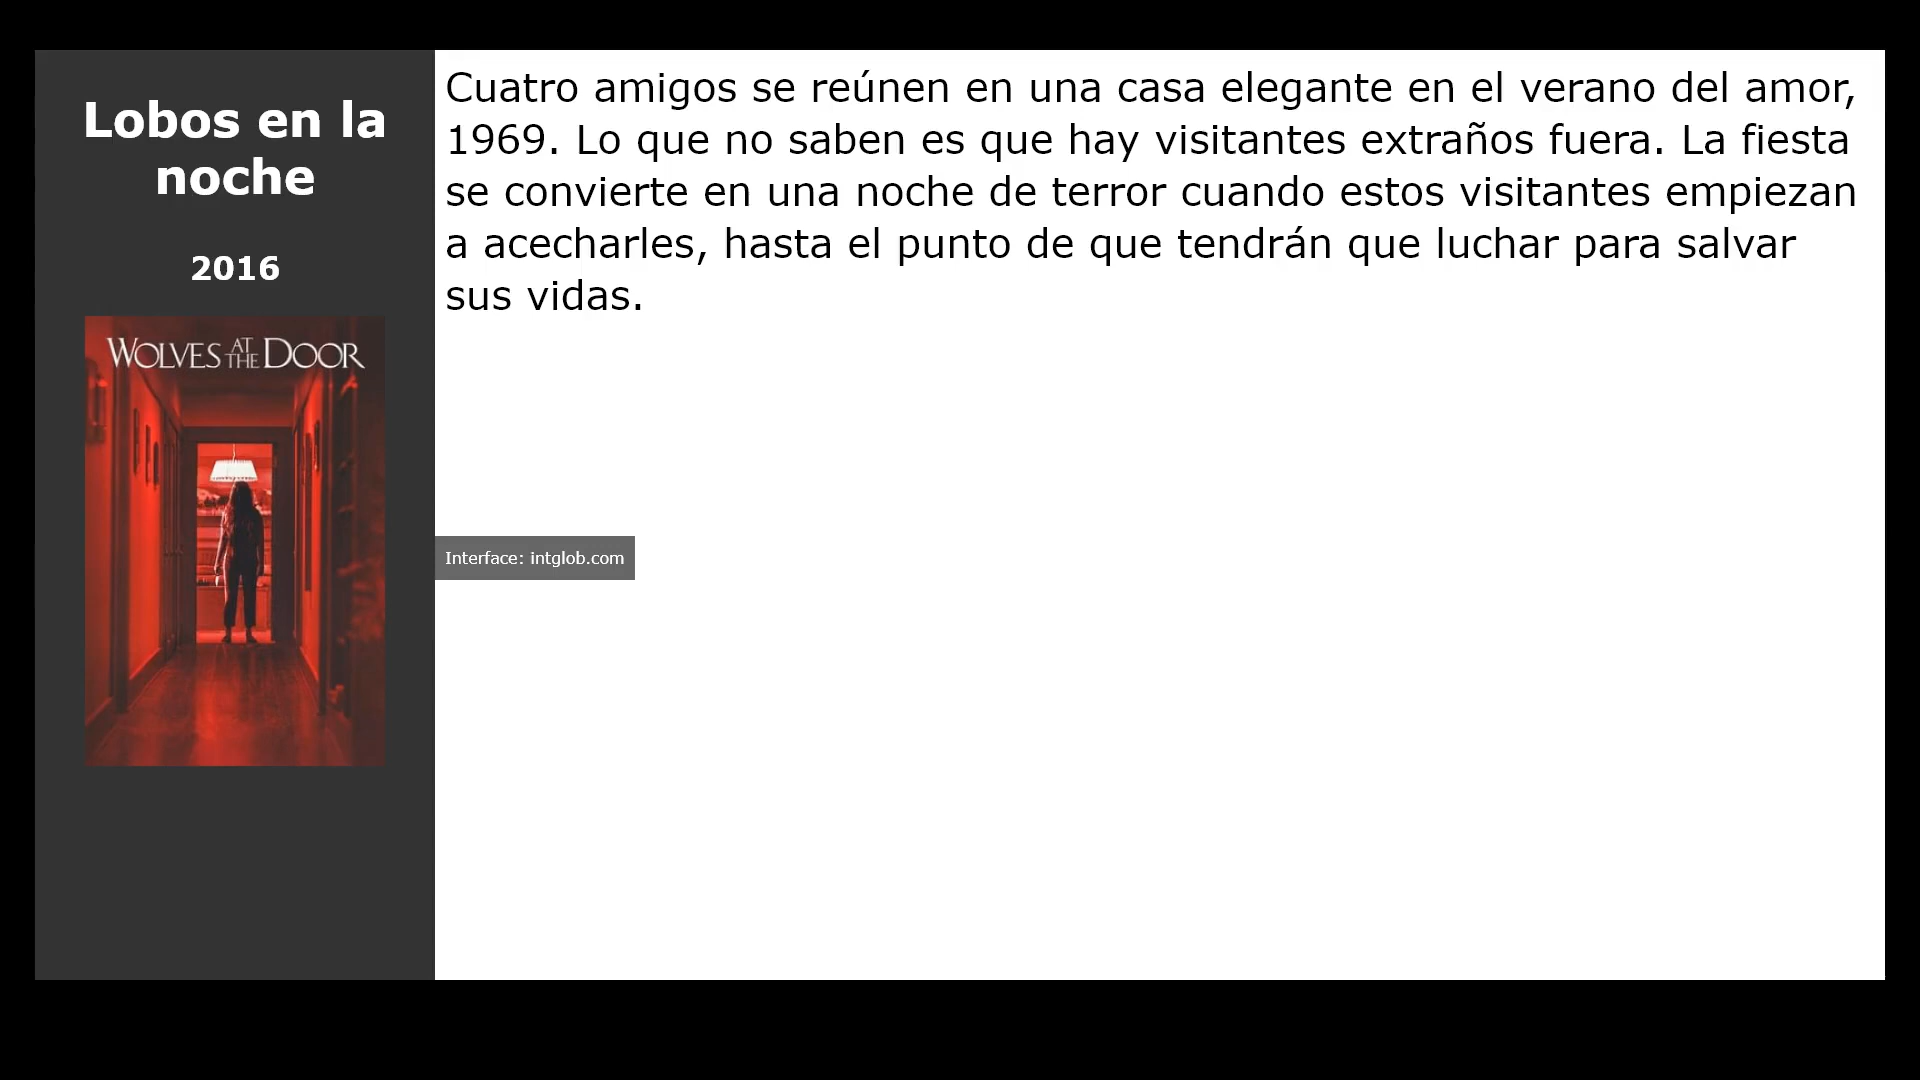 Lobos en la
noche
2016
WOLVES AT THE DOOR
Cuatro amigos se reúnen en una casa elegante en el verano del amor,
1969. Lo que no saben es que hay visitantes extraños fuera. La fiesta
se convierte en una noche de terror cuando estos visitantes empiezan
a acecharles, hasta el punto de que tendrán que luchar para salvar
sus vidas.
Interface: intglob.com